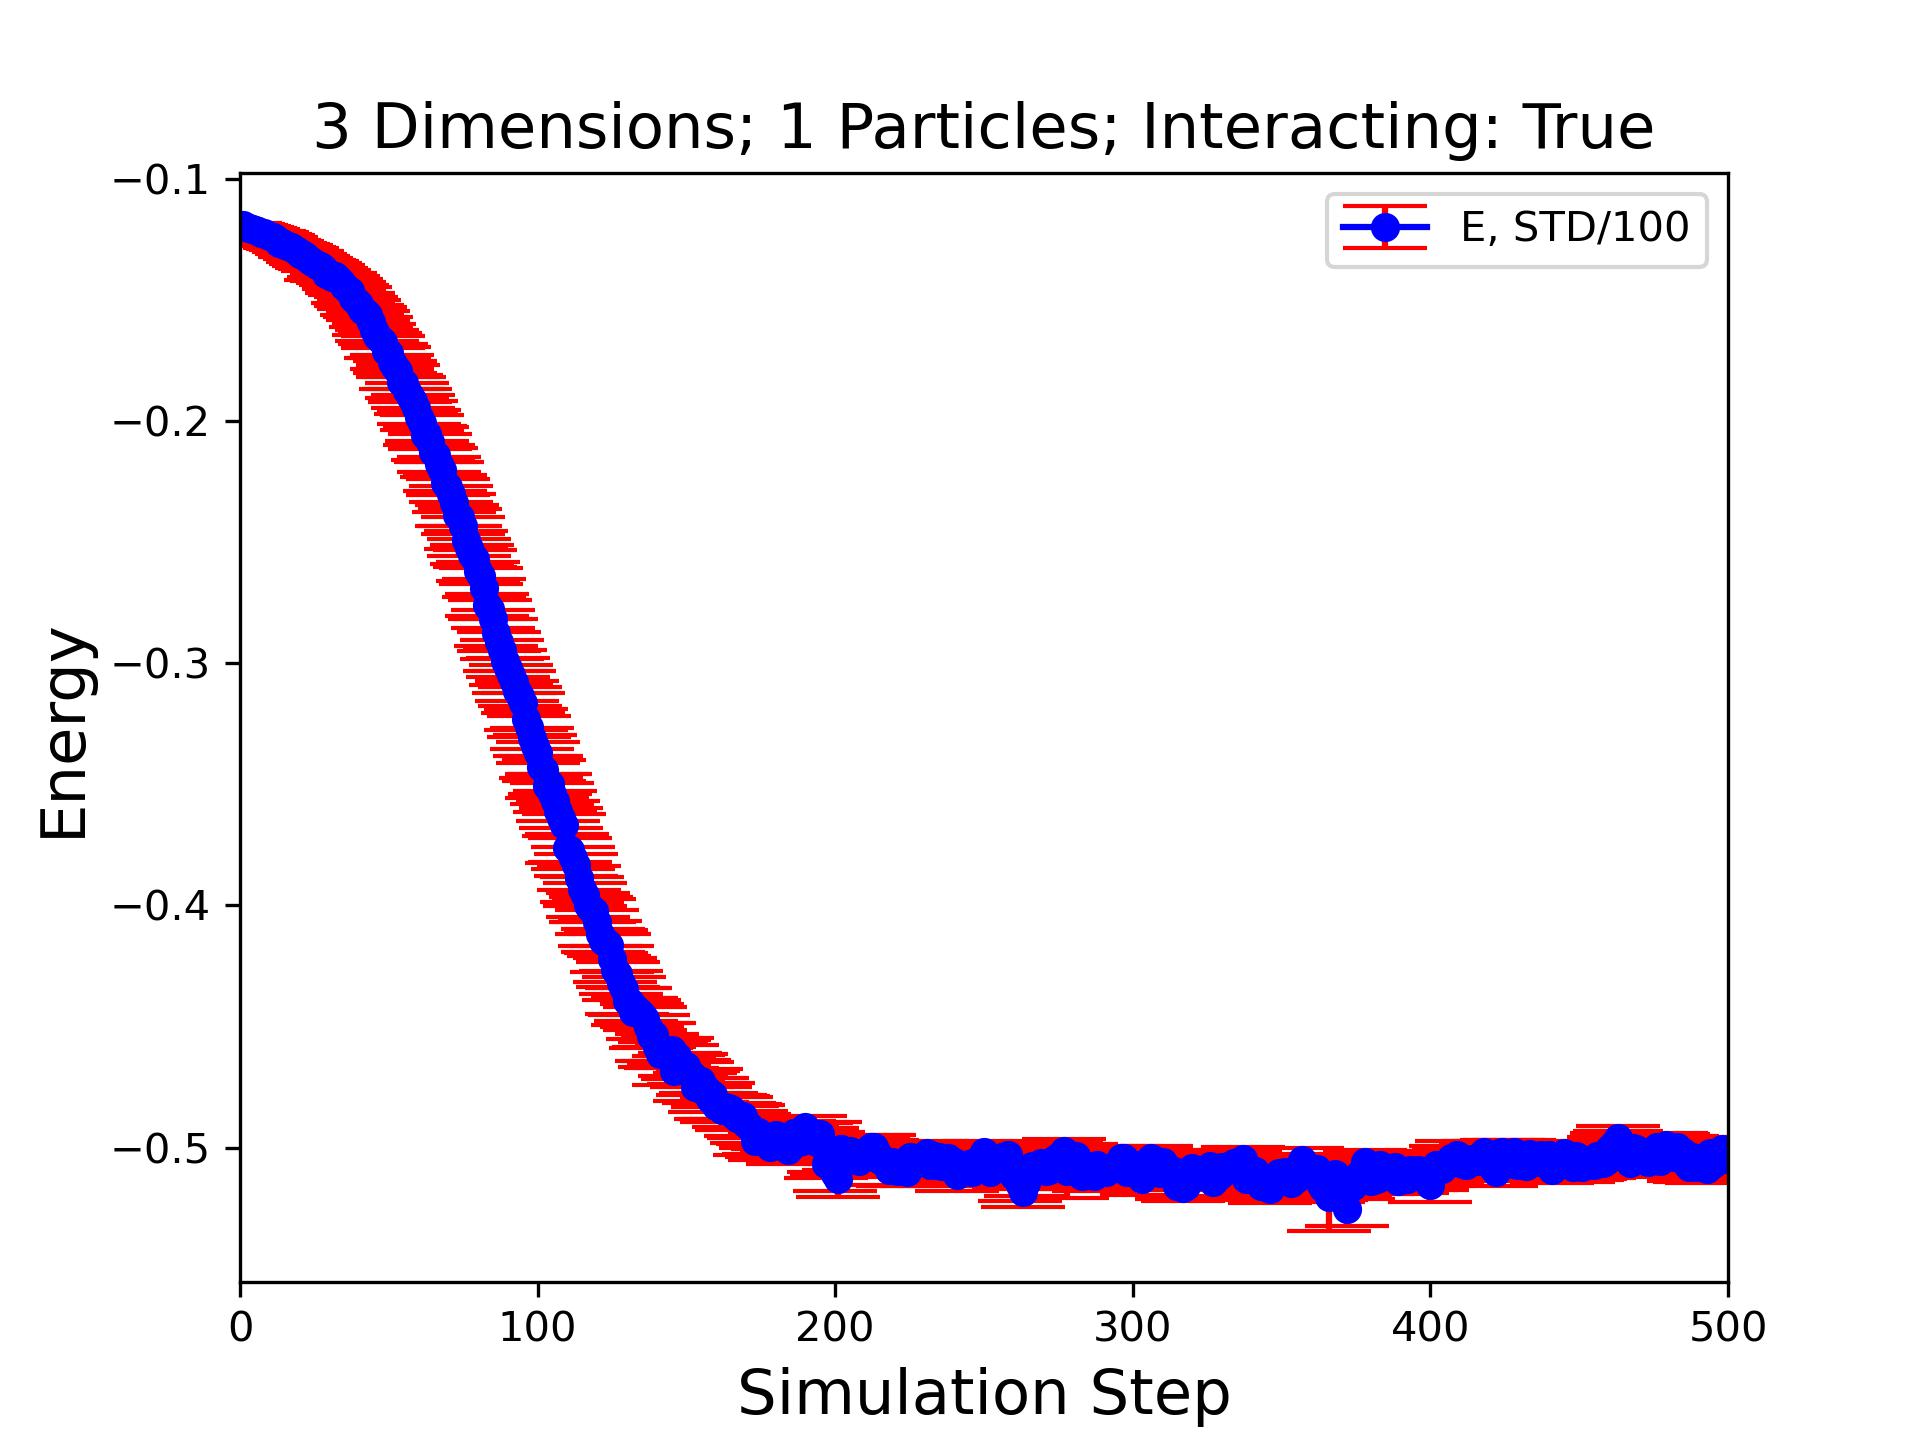 3 Dimensions; 1 Particles; Interacting: True
E, STD/100
Energy
−0.1
−0.2
−0.3
−0.4
−0.5
0 100 200 300 400 500
Simulation Step